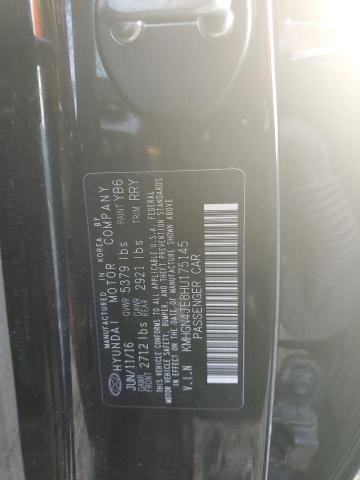 MANUFACTURED IN KOREA BY
HYUNDAI MOTOR COMPANY
JUN/11/16 GVWR 5379 lbs PAINT YB6
GAWR FRONT 2712 lbs GAWR REAR 2921 lbs TRIM RRY
THIS VEHICLE CONFORMS TO ALL APPLICABLE U.S.A. FEDERAL
MOTOR VEHICLE SAFETY, BUMPER, AND THEFT PREVENTION
STANDARDS IN EFFECT ON THE DATE OF MANUFACTURE SHOWN ABOVE.
V.I.N KMHGN4JE8HU175145
PASSENGER CAR